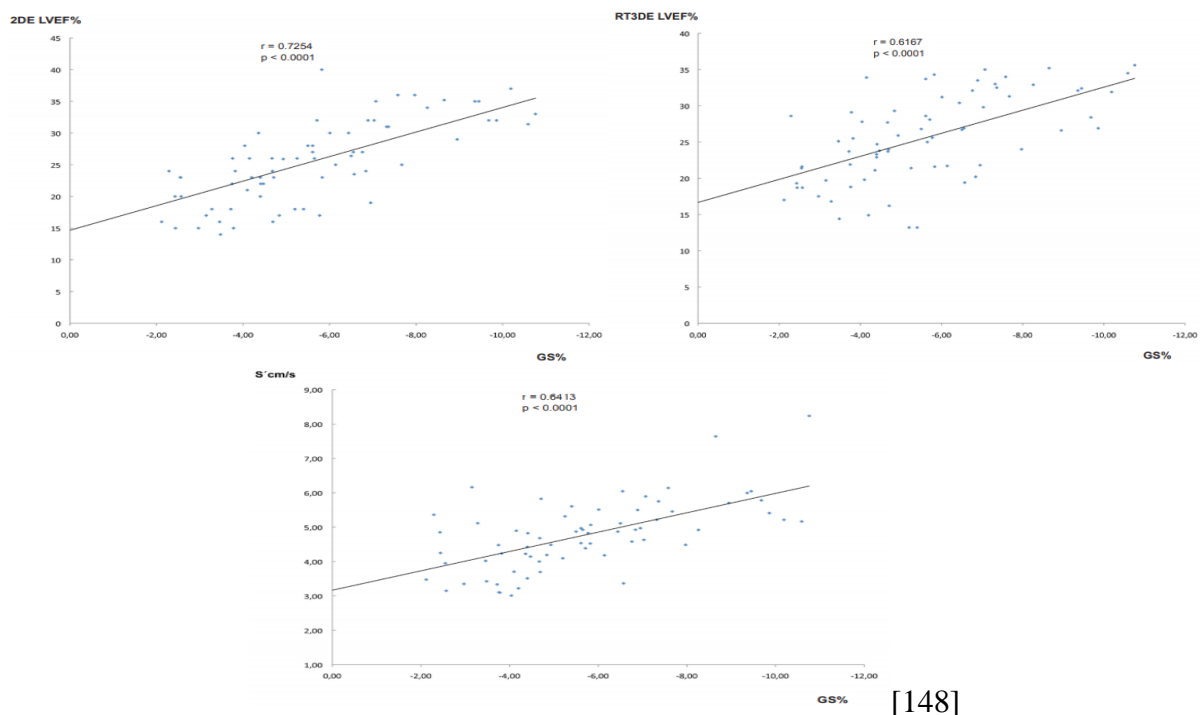 2DE LVEF%
r = 0.7254
p < 0.0001
45
40
35
30
25
20
15
10
5
0
0,00 -2,00 -4,00 -6,00 -8,00 -10,00 -12,00
GS%
RT3DE LVEF%
r = 0.6167
p < 0.0001
40
35
30
25
20
15
10
5
0
0,00 -2,00 -4,00 -6,00 -8,00 -10,00 -12,00
GS%
S´cm/s
r = 0.6413
p < 0.0001
9,00
8,00
7,00
6,00
5,00
4,00
3,00
2,00
1,00
0,00 -2,00 -4,00 -6,00 -8,00 -10,00 -12,00
GS%
[148]